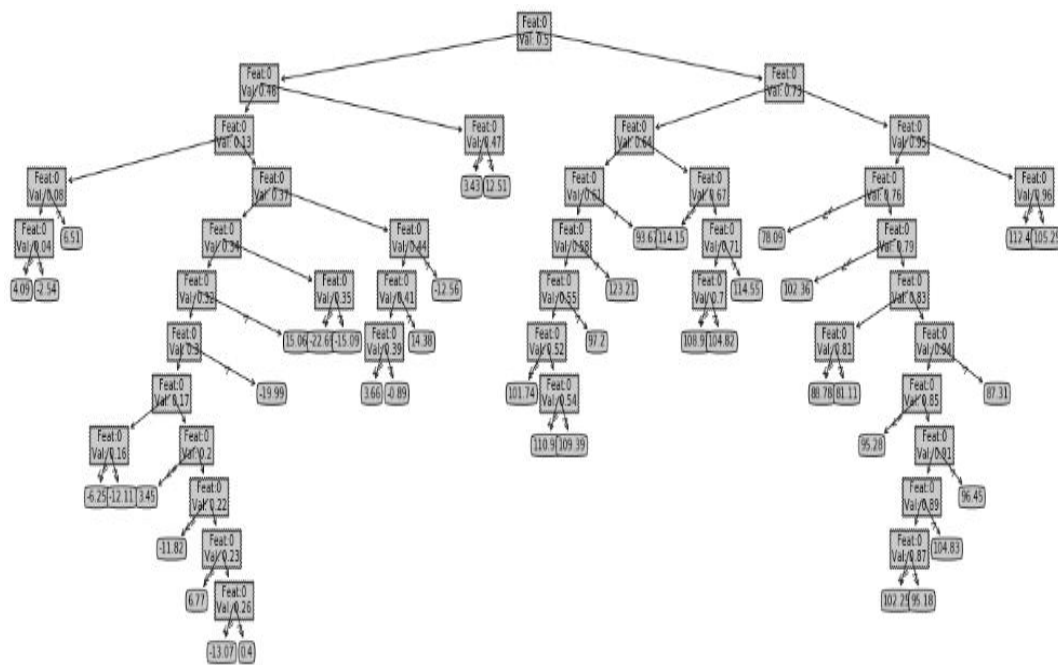 Feat:0
Val: 0.5
Feat:0
Val: 0.48
Feat:0
Val: 0.73
Feat:0
Val: 0.13
Feat:0
Val: 0.47
Feat:0
Val: 0.64
Feat:0
Val: 0.95
Feat:0
Val: 0.08
Feat:0
Val: 0.37
3.43
12.51
Feat:0
Val: 0.61
Feat:0
Val: 0.67
Feat:0
Val: 0.76
Feat:0
Val: 0.96
Feat:0
Val: 0.04
6.51
Feat:0
Val: 0.34
Feat:0
Val: 0.44
Feat:0
Val: 0.58
93.67
114.15
Feat:0
Val: 0.71
78.09
Feat:0
Val: 0.79
112.4
105.25
4.09
-2.54
Feat:0
Val: 0.32
Feat:0
Val: 0.35
Feat:0
Val: 0.41
-12.56
Feat:0
Val: 0.55
123.21
Feat:0
Val: 0.7
114.55
102.36
Feat:0
Val: 0.83
Feat:0
Val: 0.3
15.06
-22.69
-15.09
Feat:0
Val: 0.39
14.38
Feat:0
Val: 0.52
97.2
108.9
104.82
Feat:0
Val: 0.81
Feat:0
Val: 0.94
Feat:0
Val: 0.17
-19.99
3.66
-0.89
101.74
Feat:0
Val: 0.54
88.78
81.11
Feat:0
Val: 0.85
87.31
Feat:0
Val: 0.16
Feat:0
Val: 0.2
110.9
109.39
95.28
Feat:0
Val: 0.91
-6.25
-12.11
3.45
Feat:0
Val: 0.22
Feat:0
Val: 0.89
96.45
-11.82
Feat:0
Val: 0.23
Feat:0
Val: 0.87
104.83
6.77
Feat:0
Val: 0.26
102.25
95.18
-13.07
0.4